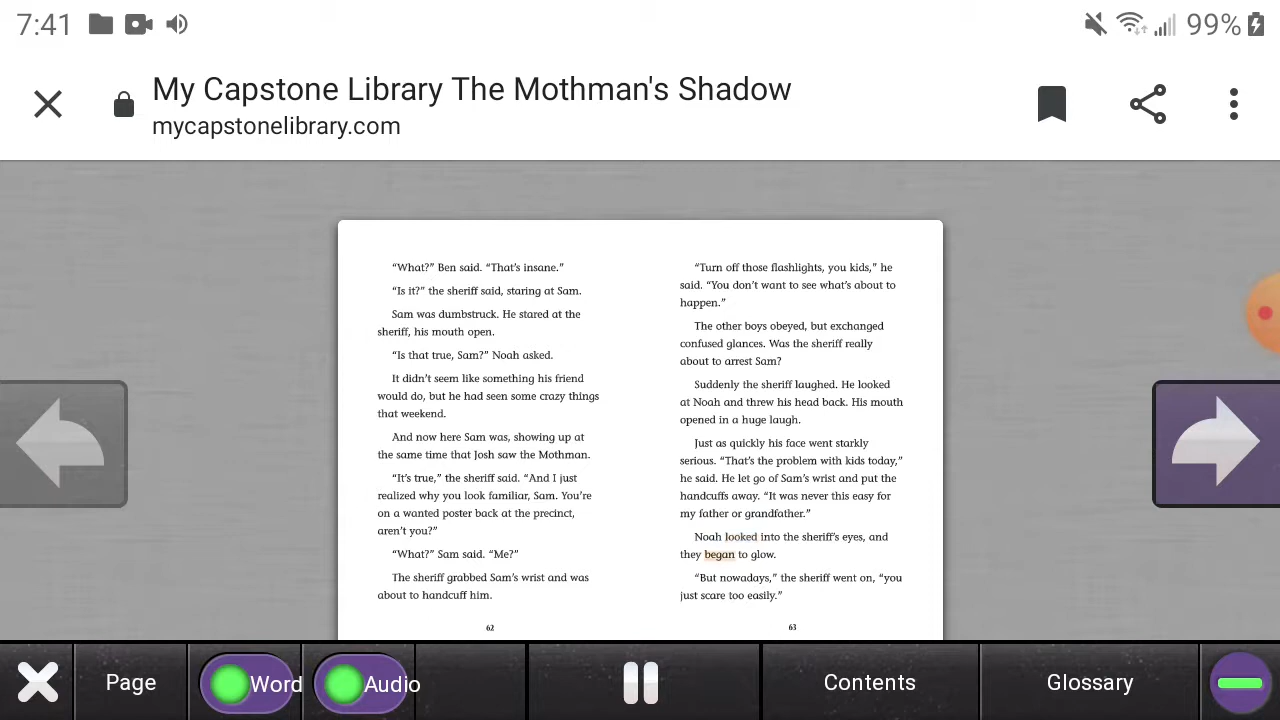 7:41
99%
My Capstone Library The Mothman's Shadow
mycapstonelibrary.com
“What?” Ben said. “That’s insane.”
“Is it?” the sheriff said, staring at Sam.
Sam was dumbstruck. He stared at the
sheriff, his mouth open.
“Is that true, Sam?” Noah asked.
It didn’t seem like something his friend
would do, but he had seen some crazy things
that weekend.
And now here Sam was, showing up at
the same time that Josh saw the Mothman.
“It’s true,” the sheriff said. “And I just
realized why you look familiar, Sam. You’re
on a wanted poster back at the precinct,
aren’t you?”
“What?” Sam said. “Me?”
The sheriff grabbed Sam’s wrist and was
about to handcuff him.
62
“Turn off those flashlights, you kids,” he
said. “You don’t want to see what’s about to
happen.”
The other boys obeyed, but exchanged
confused glances. Was the sheriff really
about to arrest Sam?
Suddenly the sheriff laughed. He looked
at Noah and threw his head back. His mouth
opened in a huge laugh.
Just as quickly his face went starkly
serious. “That’s the problem with kids today,”
he said. He let go of Sam’s wrist and put the
handcuffs away. “It was never this easy for
my father or grandfather.”
Noah looked into the sheriff’s eyes, and
they began to glow.
“But nowadays,” the sheriff went on, “you
just scare too easily.”
63
Page
Word
Audio
Contents
Glossary